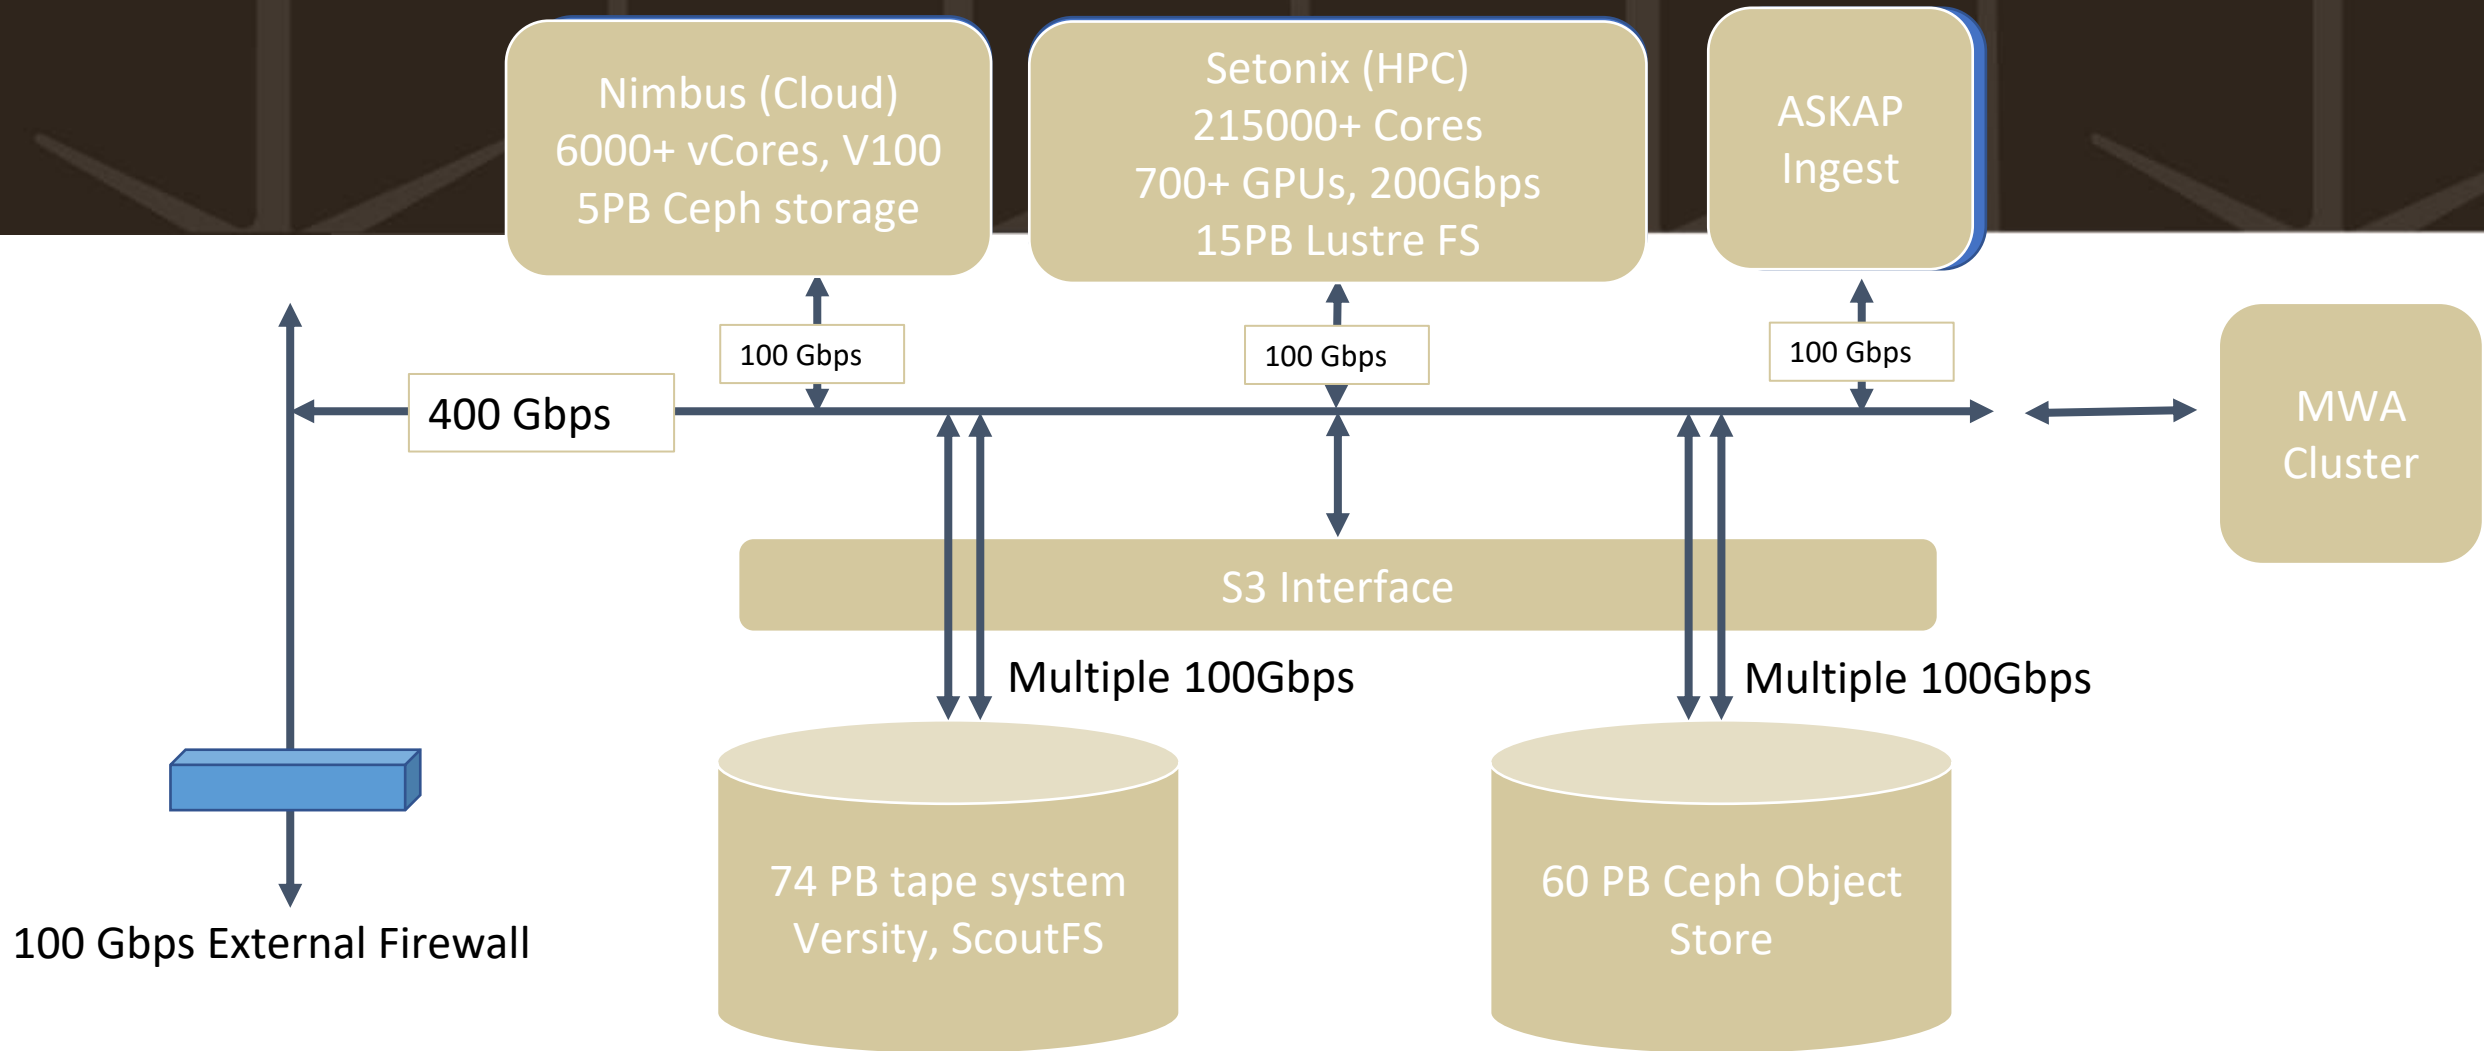 Nimbus (Cloud)
6000+ vCores, V100
5PB Ceph storage
Setonix (HPC)
215000+ Cores
700+ GPUs, 200Gbps
15PB Lustre FS
ASKAP
Ingest
100 Gbps
100 Gbps
100 Gbps
400 Gbps
MWA
Cluster
S3 Interface
Multiple 100Gbps
Multiple 100Gbps
74 PB tape system
Versity, ScoutFS
60 PB Ceph Object
Store
100 Gbps External Firewall